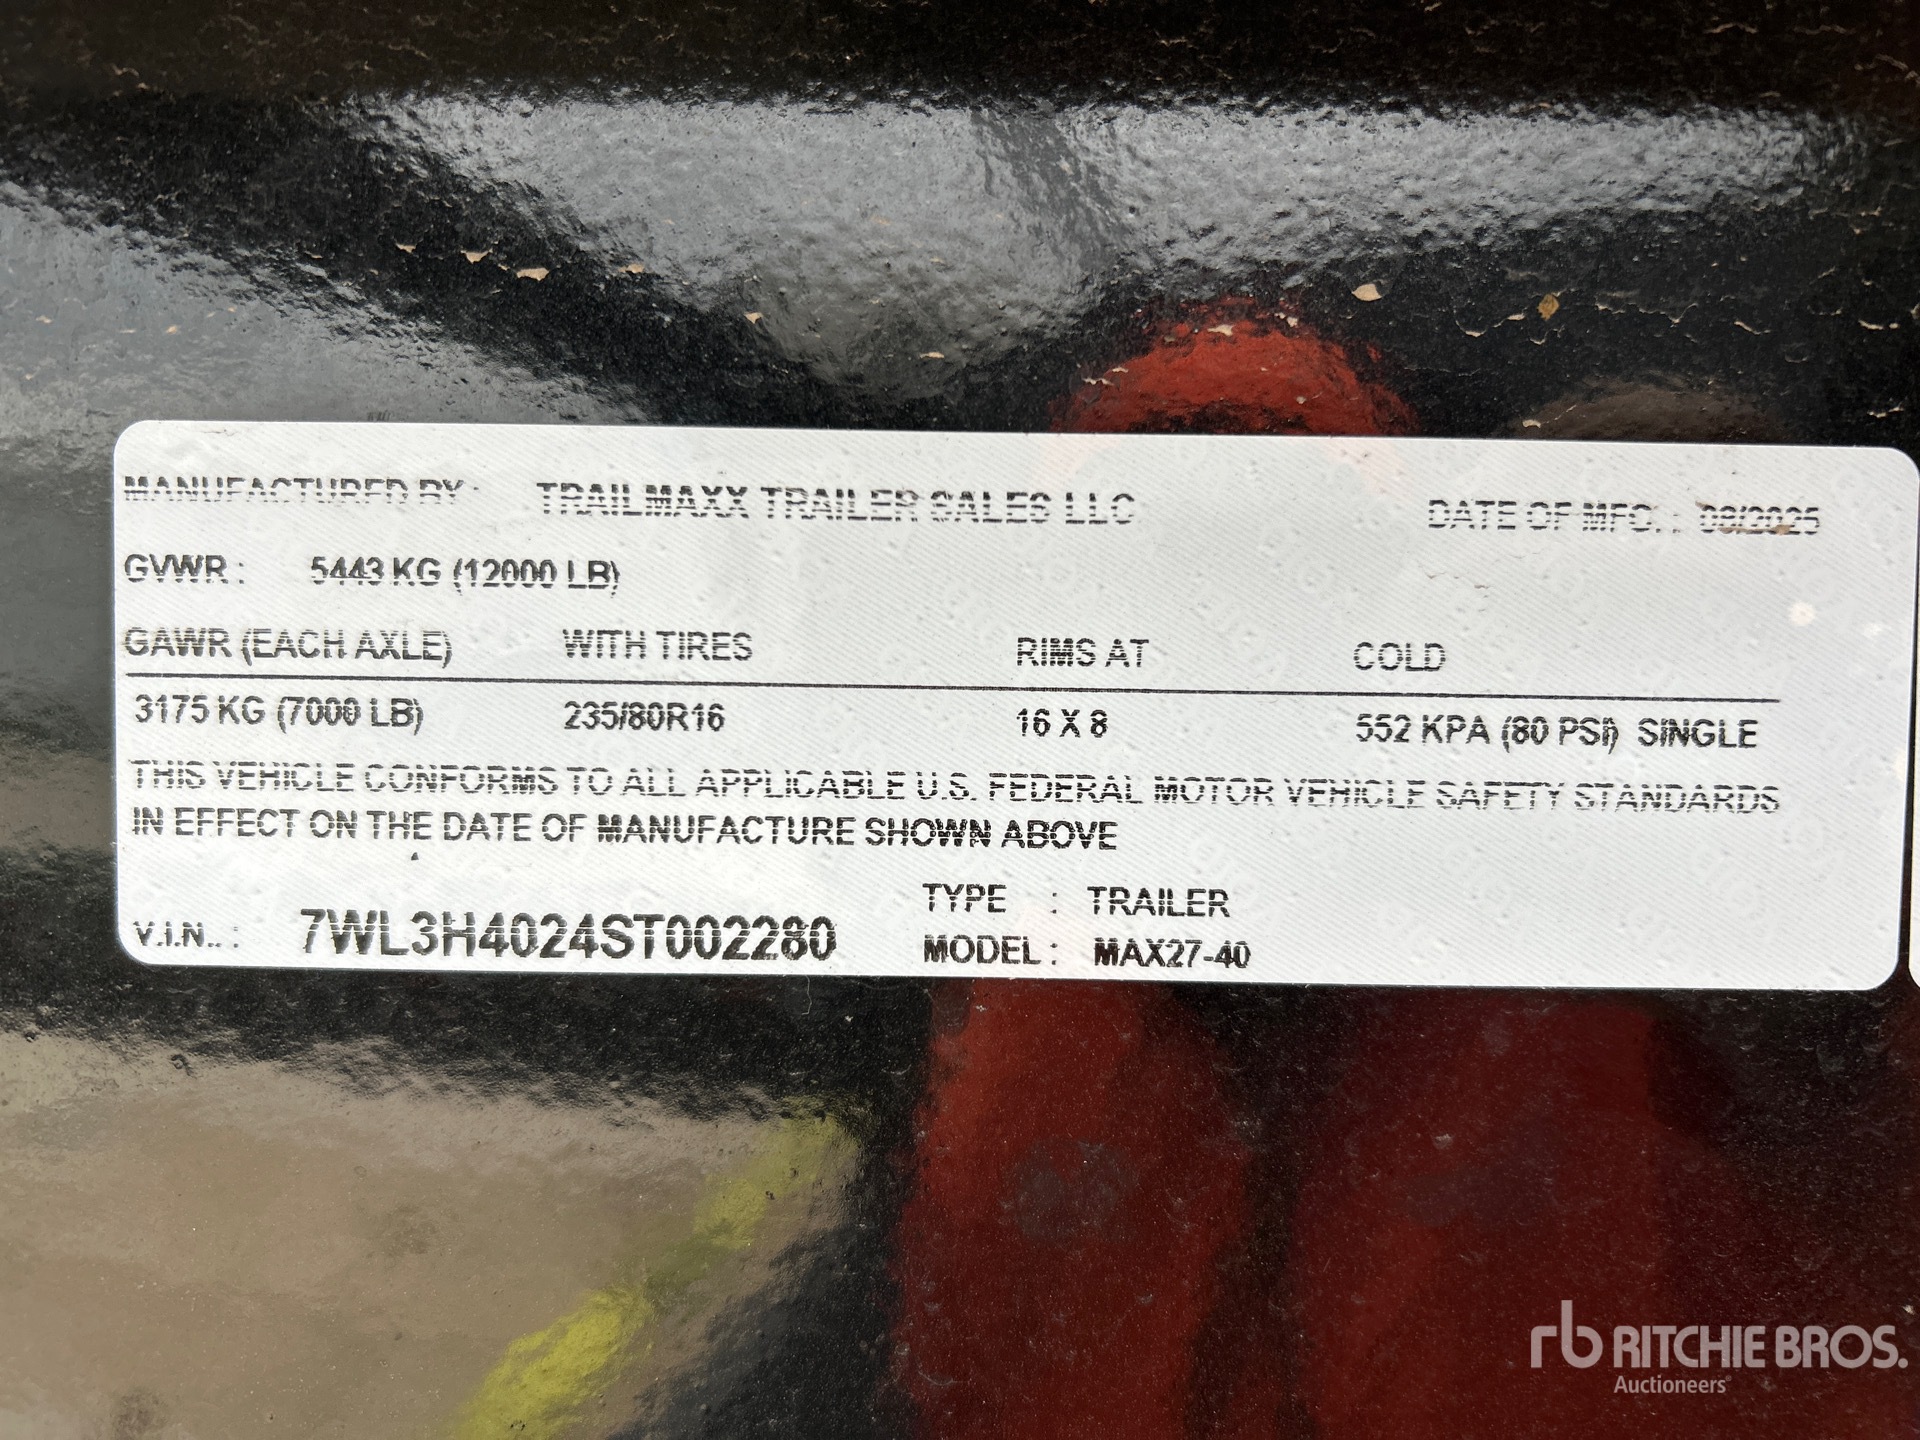 MANUFACTURED BY: TRAILMAXX TRAILER SALES LLC DATE OF MFG. : 09/2025
GVWR : 5443 KG (12000 LB)
GAWR (EACH AXLE) WITH TIRES RIMS AT COLD
3175 KG (7000 LB) 235/80R16 16 X 8 552 KPA (80 PSI) SINGLE
THIS VEHICLE CONFORMS TO ALL APPLICABLE U.S. FEDERAL MOTOR VEHICLE SAFETY STANDARDS
IN EFFECT ON THE DATE OF MANUFACTURE SHOWN ABOVE
TYPE : TRAILER
V.I.N.. : 7WL3H4024ST002280
MODEL : MAX27-40
rb RITCHIE BROS.
Auctioneers